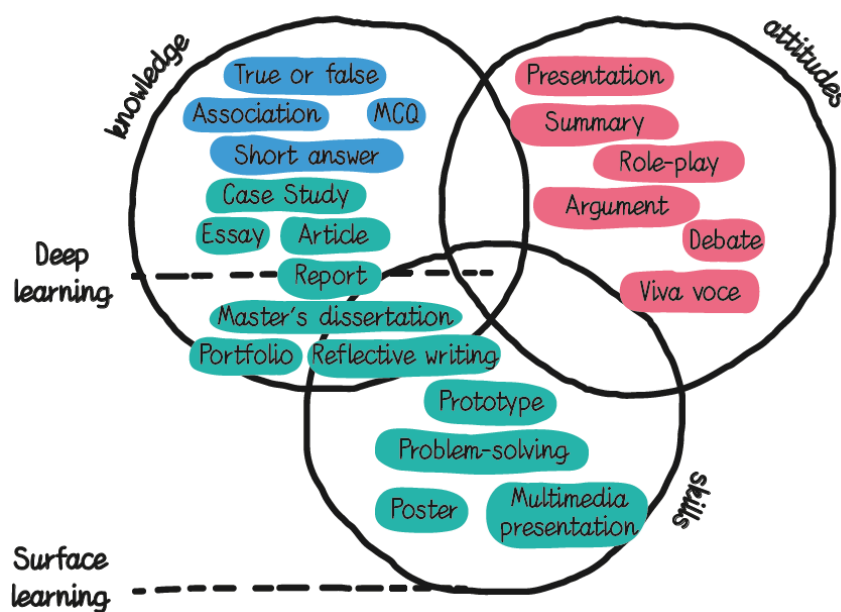 knowledge
True or false
Association
MCQ
Short answer
Case Study
Essay
Article
Report
Master's dissertation
Portfolio
Reflective writing
attitudes
Presentation
Summary
Role-play
Argument
Debate
Viva voce
Deep
learning
Prototype
Problem-solving
Poster
Multimedia
presentation
skills
Surface
learning